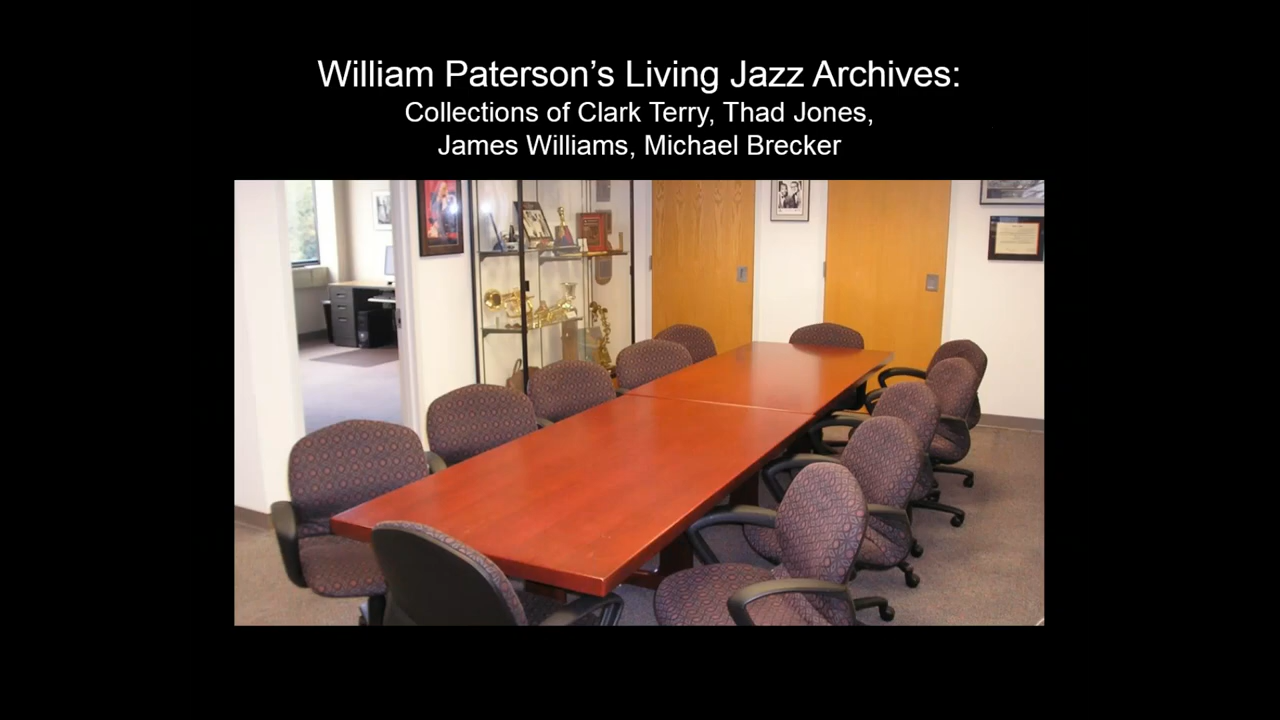 William Paterson’s Living Jazz Archives:
Collections of Clark Terry, Thad Jones,
James Williams, Michael Brecker